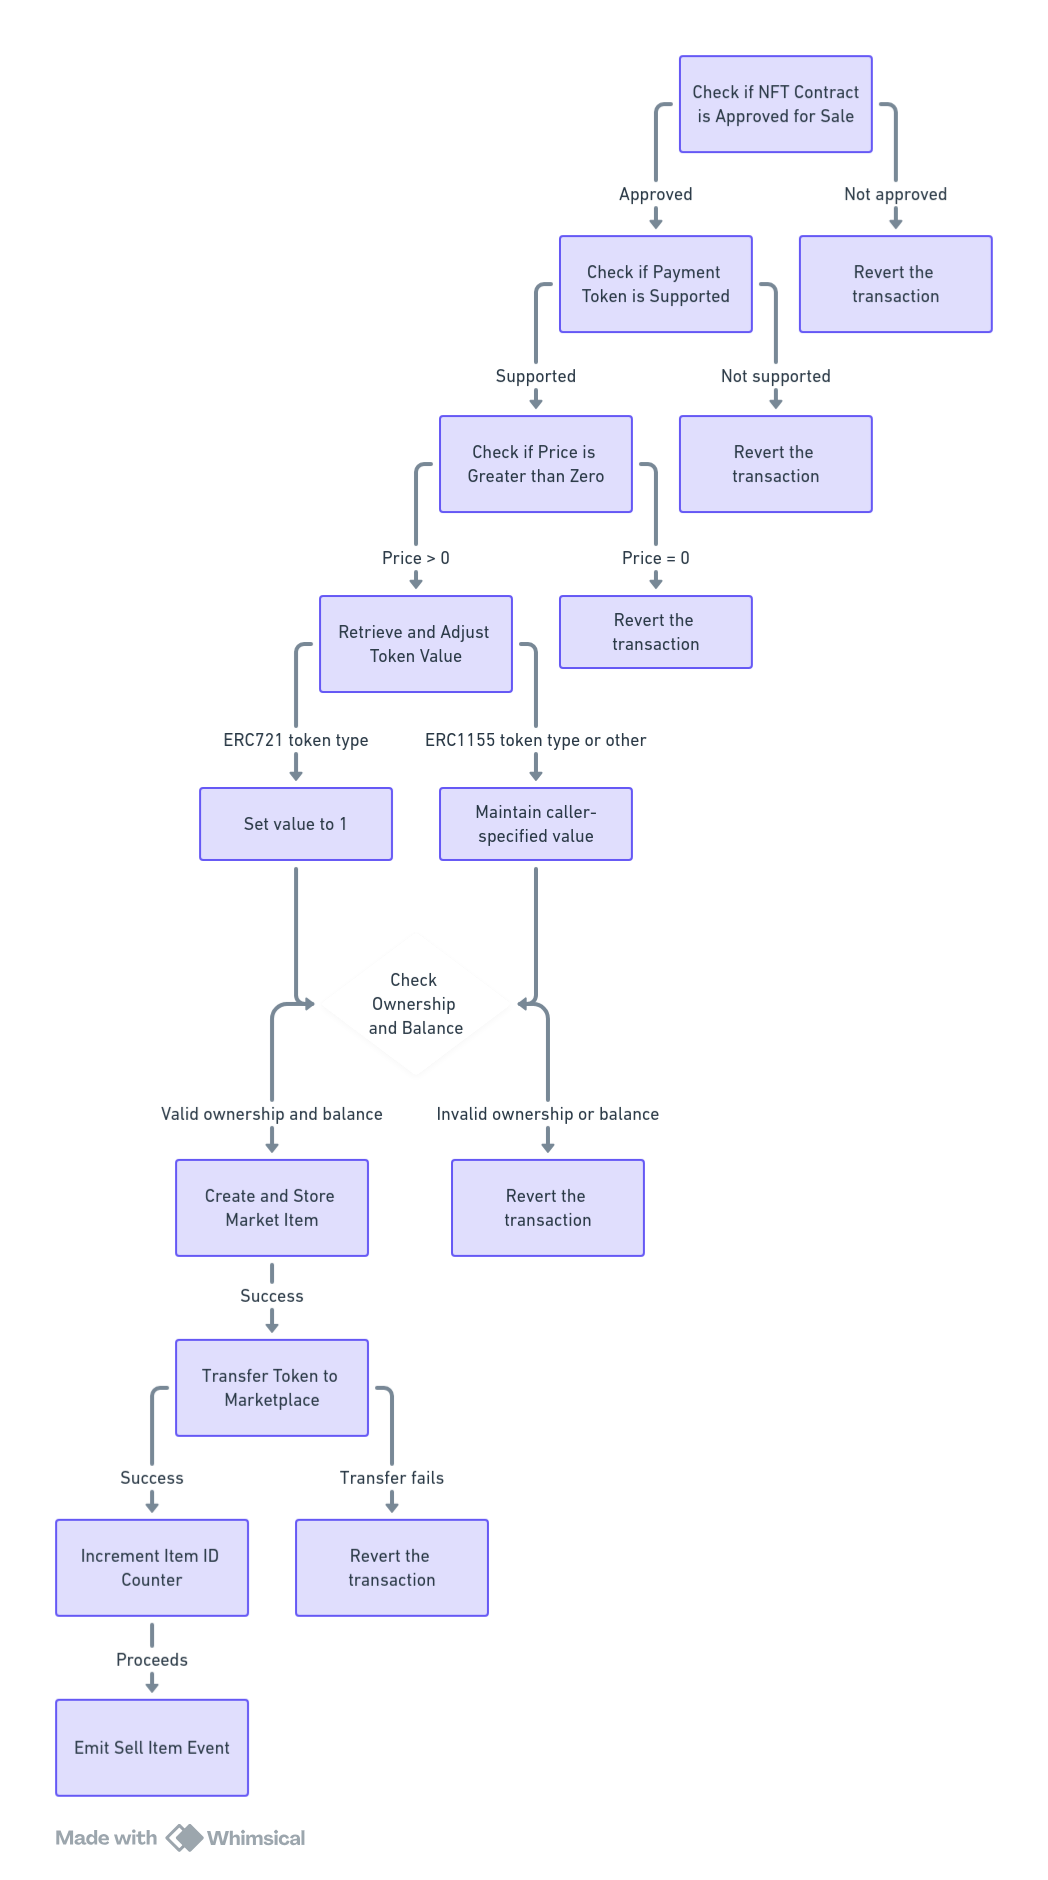 Check if NFT Contract
is Approved for Sale
Approved
Not approved
Check if Payment
Token is Supported
Revert the
transaction
Supported
Not supported
Check if Price is
Greater than Zero
Revert the
transaction
Price > 0
Price = 0
Retrieve and Adjust
Token Value
Revert the
transaction
ERC721 token type
ERC1155 token type or other
Set value to 1
Maintain caller-
specified value
Check
Ownership
and Balance
Valid ownership and balance
Invalid ownership or balance
Create and Store
Market Item
Revert the
transaction
Success
Transfer Token to
Marketplace
Success
Transfer fails
Increment Item ID
Counter
Revert the
transaction
Proceeds
Emit Sell Item Event
Made with Whimsical